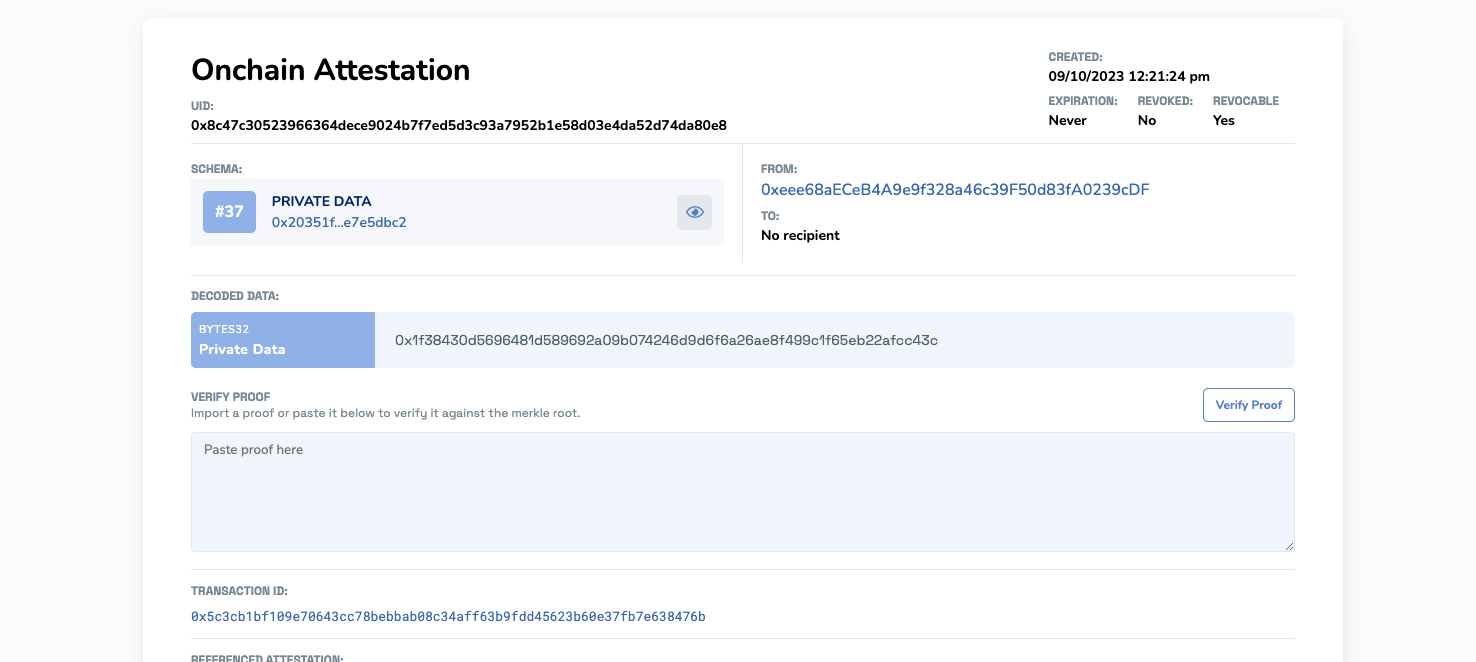 Onchain Attestation
UID:
0x8c47c30523966364dece9024b7f7ed5d3c93a7952b1e58d03e4da52d74da80e8
CREATED:
09/10/2023 12:21:24 pm
EXPIRATION: REVOKED: REVOCABLE
Never No Yes
SCHEMA:
#37
PRIVATE DATA
0x20351f...e7e5dbc2
FROM:
0xeee68aECeB4A9e9f328a46c39F50d83fA0239cDF
TO:
No recipient
DECODED DATA:
BYTES32
Private Data
0x1f38430d5696481d589692a09b074246d9d6f6a26ae8f499c1f65eb22afcc43c
VERIFY PROOF
Import a proof or paste it below to verify it against the merkle root.
Verify Proof
Paste proof here
TRANSACTION ID:
0x5c3cb1bf109e70643cc78bebbab08c34aff63b9fdd45623b60e37fb7e638476b
REFERENCED ATTESTATION: